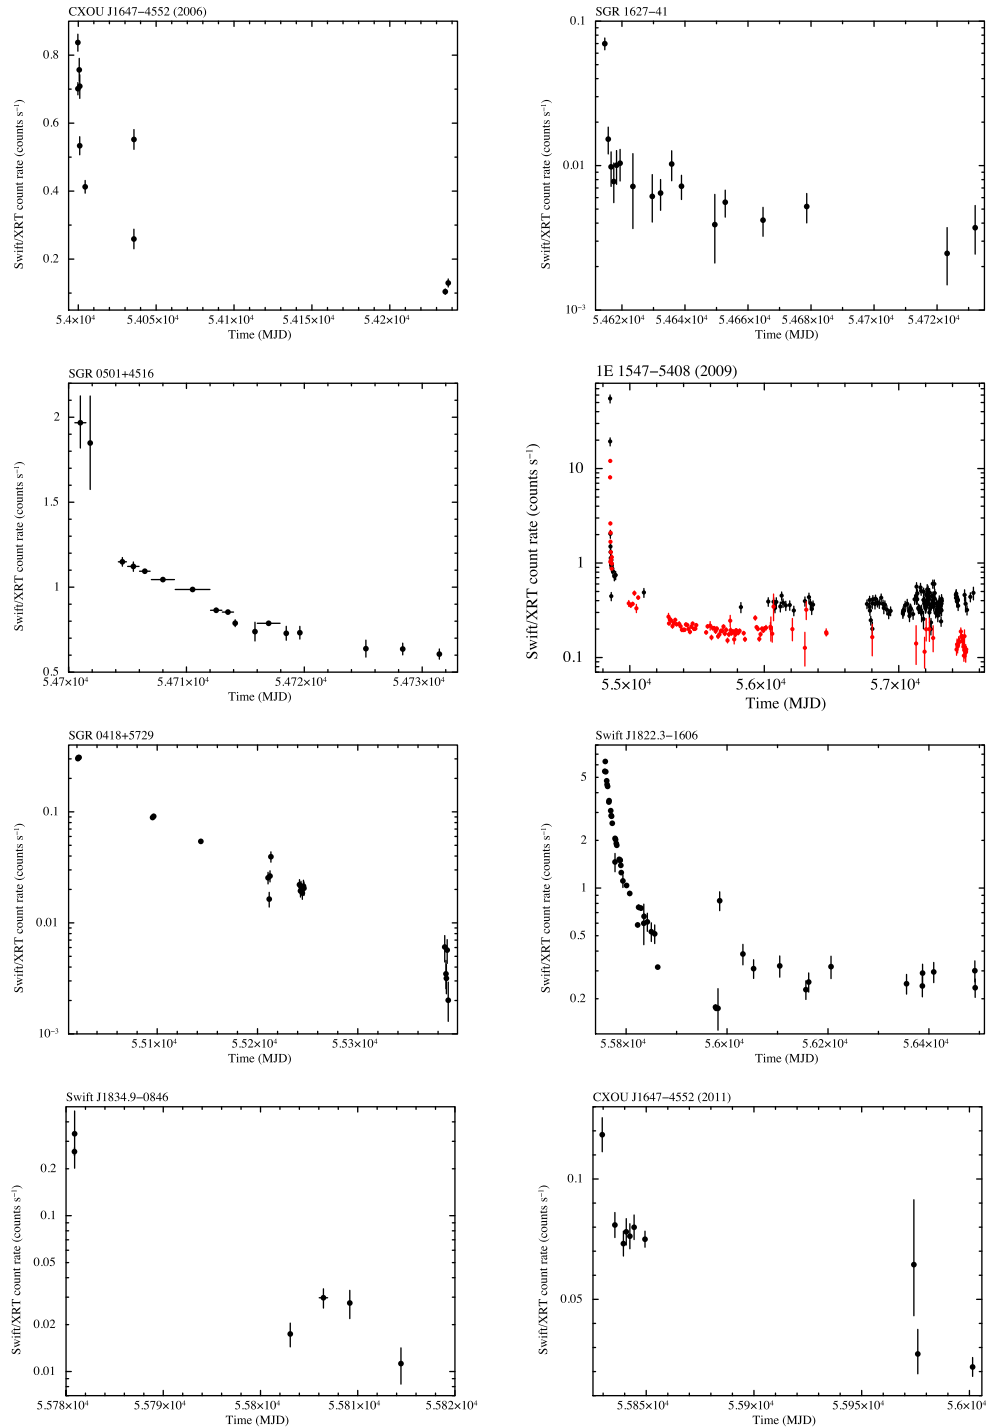 CXOU J1647−4552 (2006)
Swift/XRT count rate (counts s⁻¹)
0.8
0.6
0.4
0.2
5.4×10⁴ 5.405×10⁴ 5.41×10⁴ 5.415×10⁴ 5.42×10⁴
Time (MJD)
SGR 1627−41
Swift/XRT count rate (counts s⁻¹)
0.1
0.01
10⁻³
5.462×10⁴ 5.464×10⁴ 5.466×10⁴ 5.468×10⁴ 5.47×10⁴ 5.472×10⁴
Time (MJD)
SGR 0501+4516
Swift/XRT count rate (counts s⁻¹)
2
1.5
1
0.5
5.47×10⁴ 5.471×10⁴ 5.472×10⁴ 5.473×10⁴
Time (MJD)
1E 1547−5408 (2009)
Swift/XRT count rate (counts s⁻¹)
10
1
0.1
5.5×10⁴ 5.6×10⁴ 5.7×10⁴
Time (MJD)
SGR 0418+5729
Swift/XRT count rate (counts s⁻¹)
0.1
0.01
10⁻³
5.51×10⁴ 5.52×10⁴ 5.53×10⁴
Time (MJD)
Swift J1822.3−1606
Swift/XRT count rate (counts s⁻¹)
5
2
1
0.5
0.2
5.58×10⁴ 5.6×10⁴ 5.62×10⁴ 5.64×10⁴
Time (MJD)
Swift J1834.9−0846
Swift/XRT count rate (counts s⁻¹)
0.2
0.1
0.05
0.02
0.01
5.578×10⁴ 5.579×10⁴ 5.58×10⁴ 5.581×10⁴ 5.582×10⁴
Time (MJD)
CXOU J1647−4552 (2011)
Swift/XRT count rate (counts s⁻¹)
0.1
0.05
5.585×10⁴ 5.59×10⁴ 5.595×10⁴ 5.6×10⁴
Time (MJD)